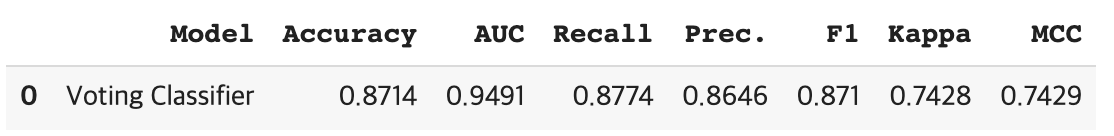 Model Accuracy AUC Recall Prec. F1 Kappa MCC
0 Voting Classifier 0.8714 0.9491 0.8774 0.8646 0.871 0.7428 0.7429